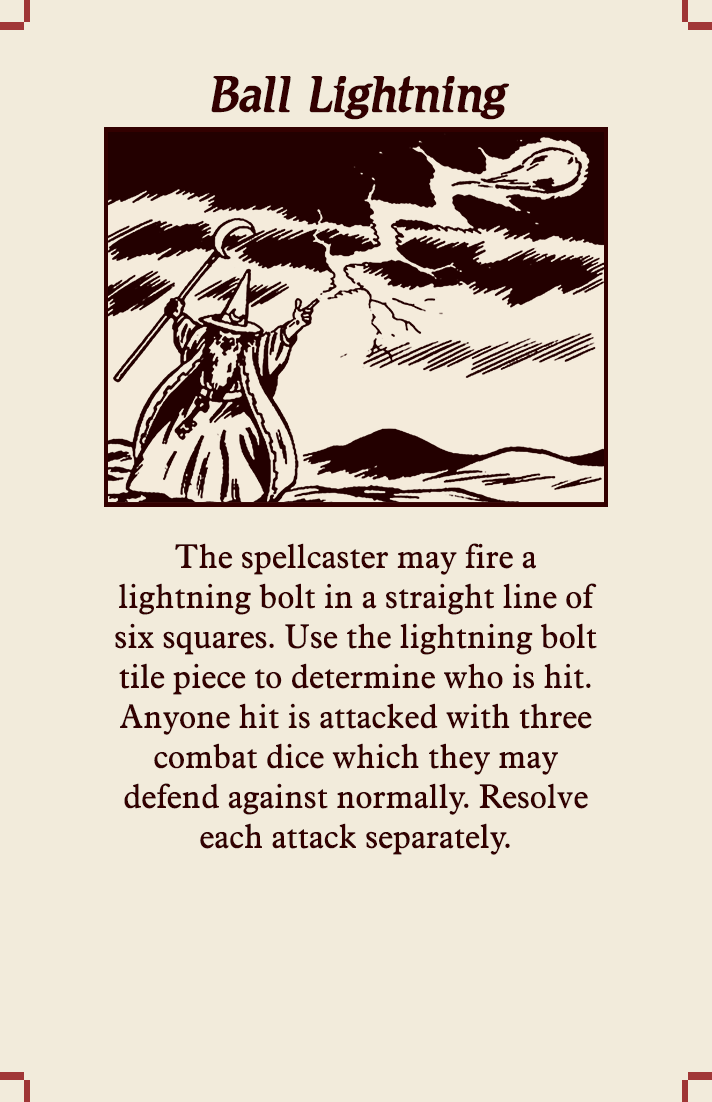 Ball Lightning
The spellcaster may fire a
lightning bolt in a straight line of
six squares. Use the lightning bolt
tile piece to determine who is hit.
Anyone hit is attacked with three
combat dice which they may
defend against normally. Resolve
each attack separately.